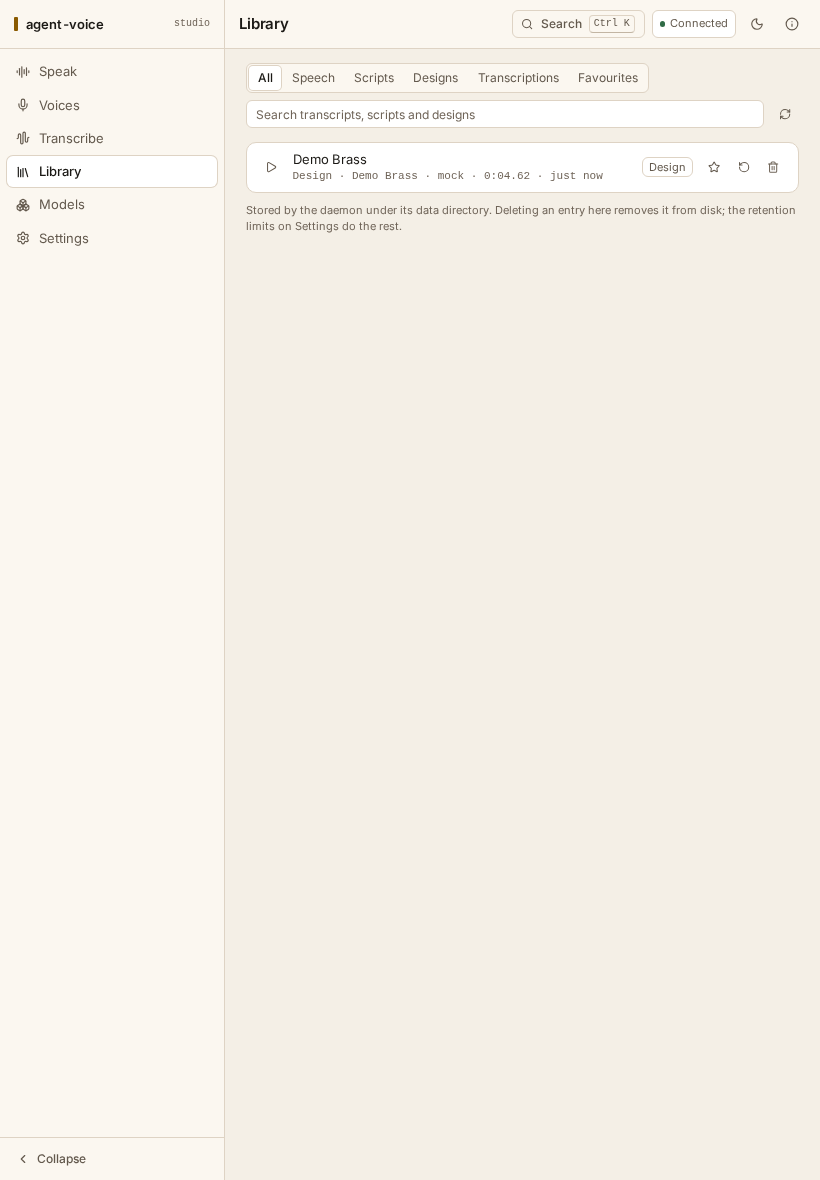 agent-voice
studio
Library
Search
Ctrl K
Connected
Speak
Voices
Transcribe
Library
Models
Settings
All
Speech
Scripts
Designs
Transcriptions
Favourites
Search transcripts, scripts and designs
Demo Brass
Design · Demo Brass · mock · 0:04.62 · just now
Design
Stored by the daemon under its data directory. Deleting an entry here removes it from disk; the retention
limits on Settings do the rest.
Collapse